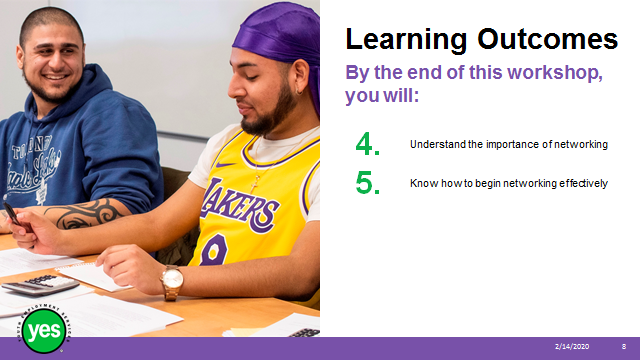 Learning Outcomes
By the end of this workshop,
you will:
4. Understand the importance of networking
5. Know how to begin networking effectively
LAKERS
8
YOUTH EMPLOYMENT SERVICES
yes
2/14/2020 8